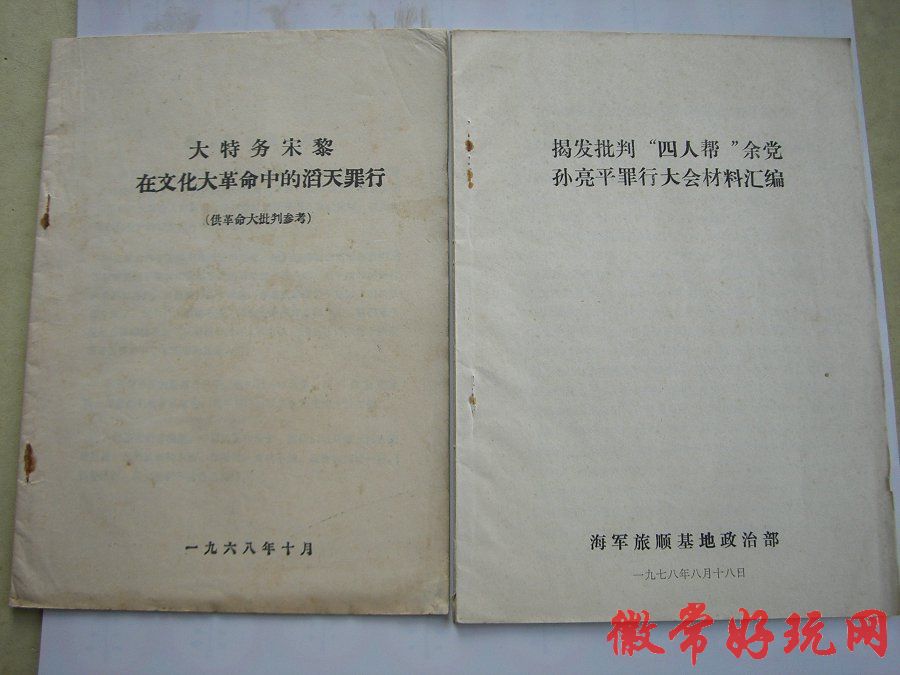 大特务宋黎
在文化大革命中的滔天罪行
(供革命大批判参考)
一九六八年十月
揭发批判“四人帮”余党
孙亮平罪行大会材料汇编
海军旅顺基地政治部
一九七八年八月十八日
徽常好玩网